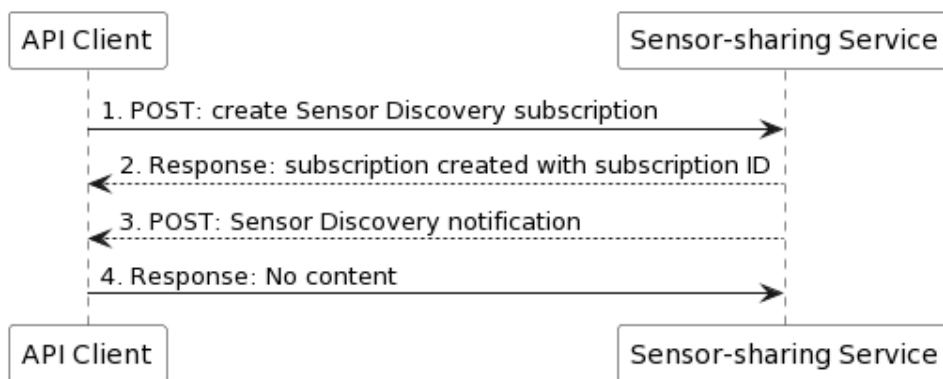 API Client
Sensor-sharing Service
1. POST: create Sensor Discovery subscription
2. Response: subscription created with subscription ID
3. POST: Sensor Discovery notification
4. Response: No content
API Client
Sensor-sharing Service